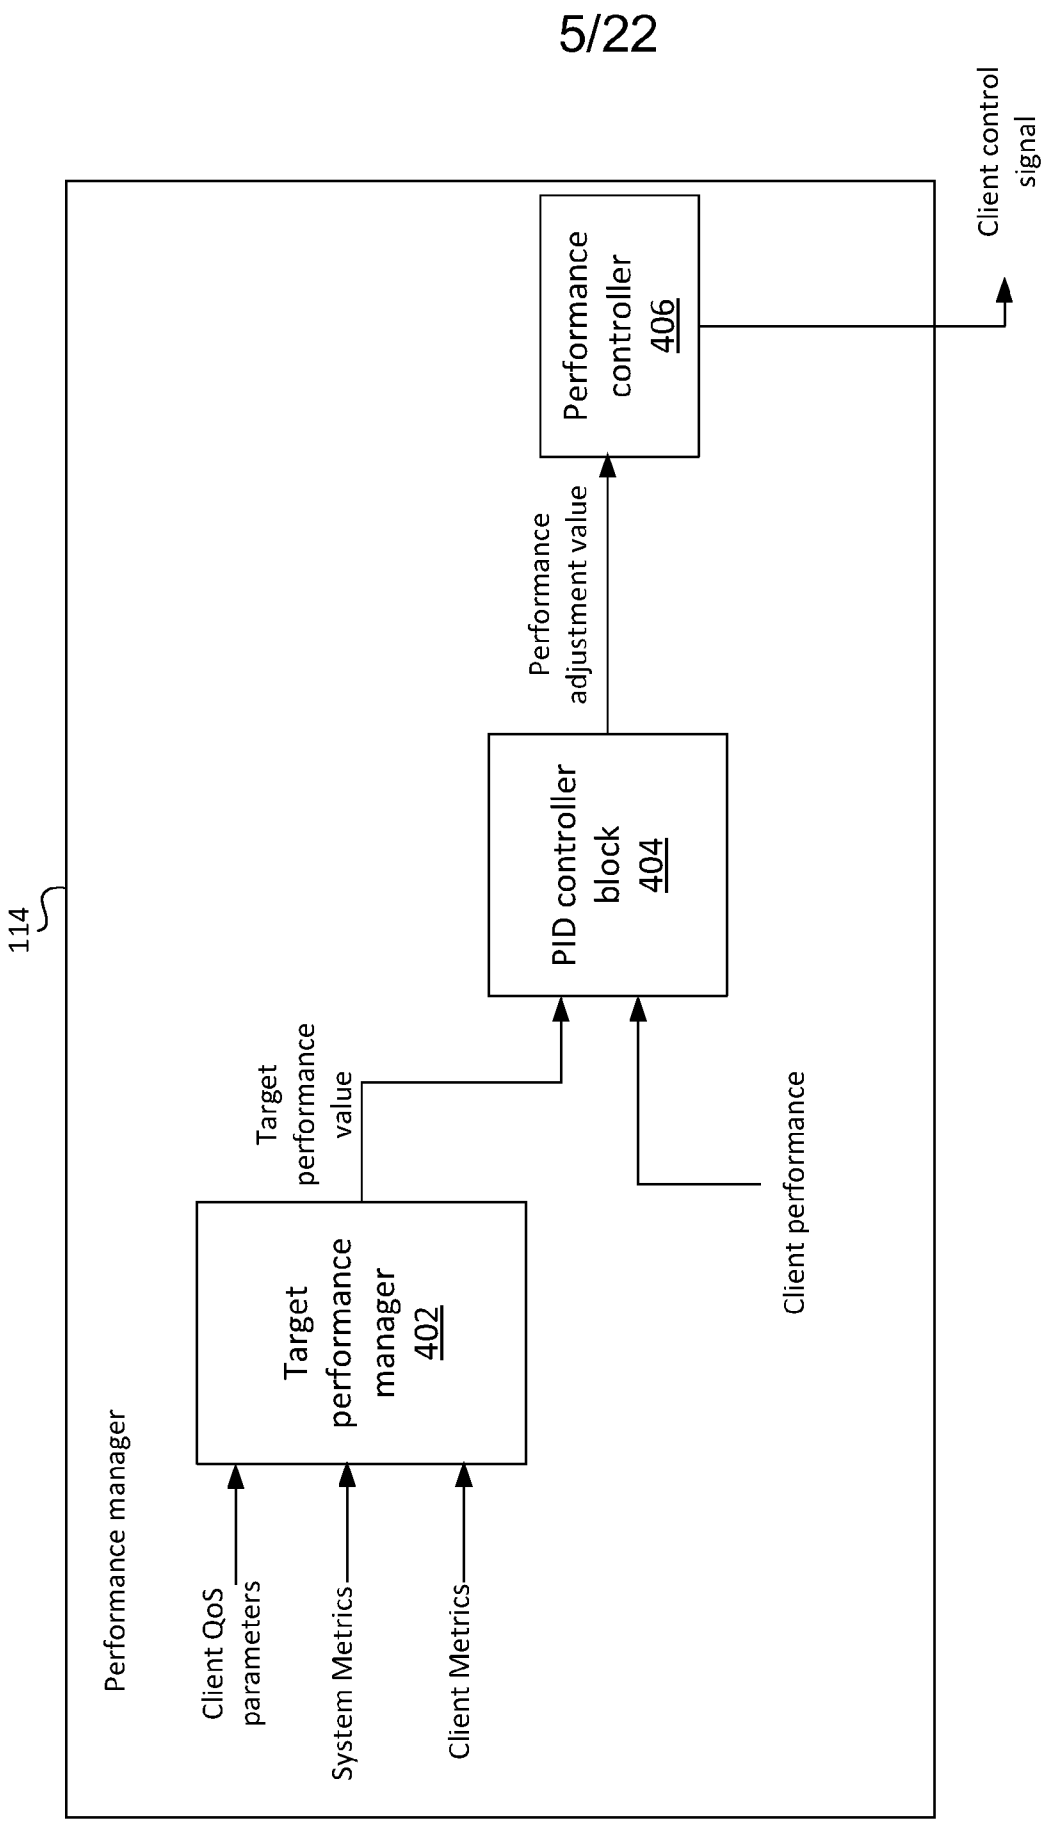 5/22
114
Performance manager
Client QoS
parameters
System Metrics
Client Metrics
Target
performance
manager
402
Target
performance
value
Client performance
PID controller
block
404
Performance
adjustment value
Performance
controller
406
Client control
signal